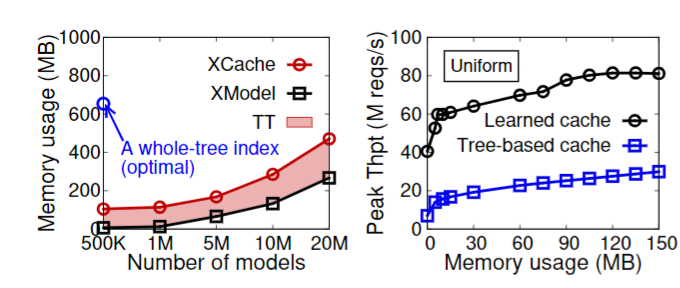 Memory usage (MB)
1000
800
600
400
200
0
500K 1M 5M 10M 20M
Number of models
XCache
XModel
TT
A whole-tree index
(optimal)
Peak Thpt (M reqs/s)
100
80
60
40
20
0
0 30 60 90 120 150
Memory usage (MB)
Uniform
Learned cache
Tree-based cache